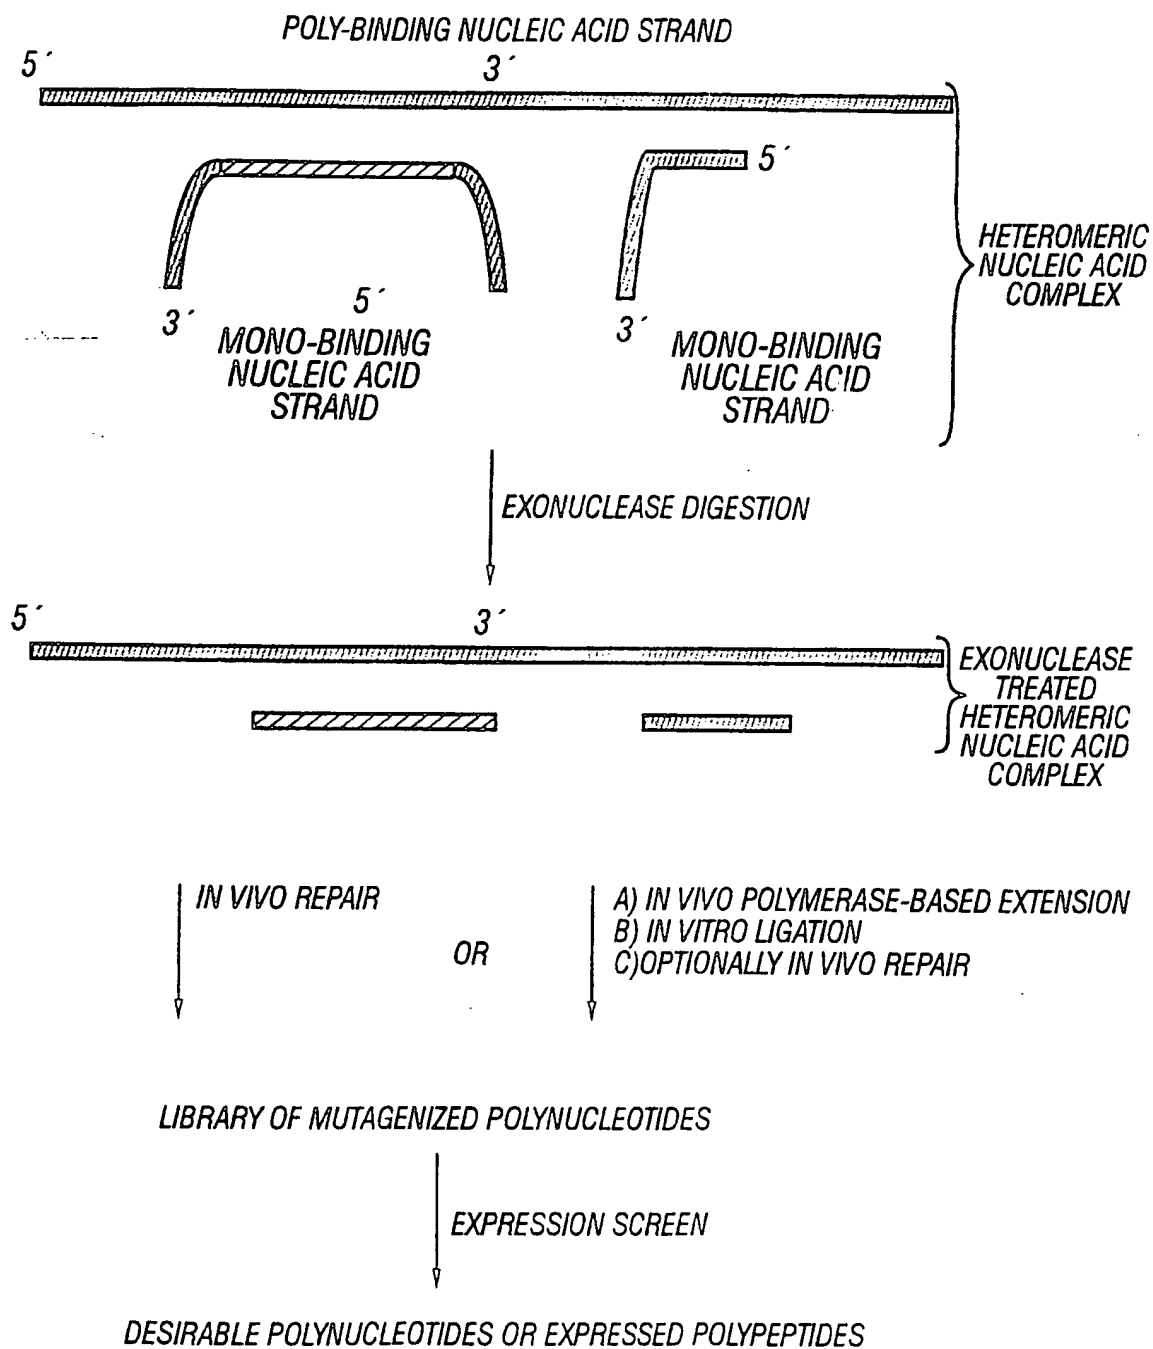 POLY-BINDING NUCLEIC ACID STRAND
5´
3´
5´
HETEROMERIC
NUCLEIC ACID
COMPLEX
3´
5´
MONO-BINDING
NUCLEIC ACID
STRAND
3´
MONO-BINDING
NUCLEIC ACID
STRAND
EXONUCLEASE DIGESTION
5´
3´
EXONUCLEASE
TREATED
HETEROMERIC
NUCLEIC ACID
COMPLEX
IN VIVO REPAIR
OR
A) IN VIVO POLYMERASE-BASED EXTENSION
B) IN VITRO LIGATION
C)OPTIONALLY IN VIVO REPAIR
LIBRARY OF MUTAGENIZED POLYNUCLEOTIDES
EXPRESSION SCREEN
DESIRABLE POLYNUCLEOTIDES OR EXPRESSED POLYPEPTIDES